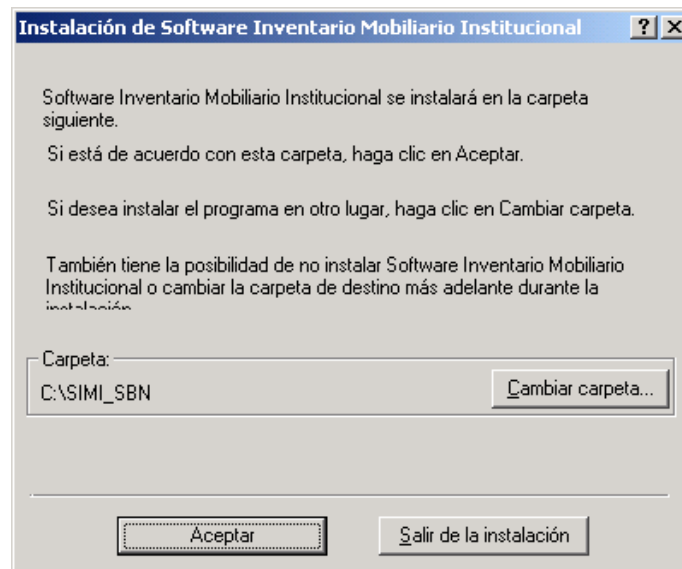 Instalación de Software Inventario Mobiliario Institucional
Software Inventario Mobiliario Institucional se instalará en la carpeta
siguiente.
Si está de acuerdo con esta carpeta, haga clic en Aceptar.
Si desea instalar el programa en otro lugar, haga clic en Cambiar carpeta.
También tiene la posibilidad de no instalar Software Inventario Mobiliario
Institucional o cambiar la carpeta de destino más adelante durante la
instalación.
Carpeta:
C:\SIMI_SBN
Cambiar carpeta...
Aceptar
Salir de la instalación